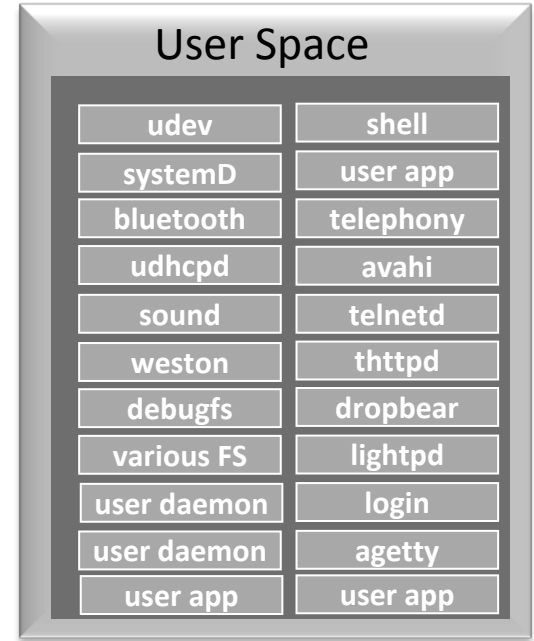 User Space
udev
shell
systemD
user app
bluetooth
telephony
udhcpd
avahi
sound
telnetd
weston
thttpd
debugfs
dropbear
various FS
lightpd
user daemon
login
user daemon
agetty
user app
user app